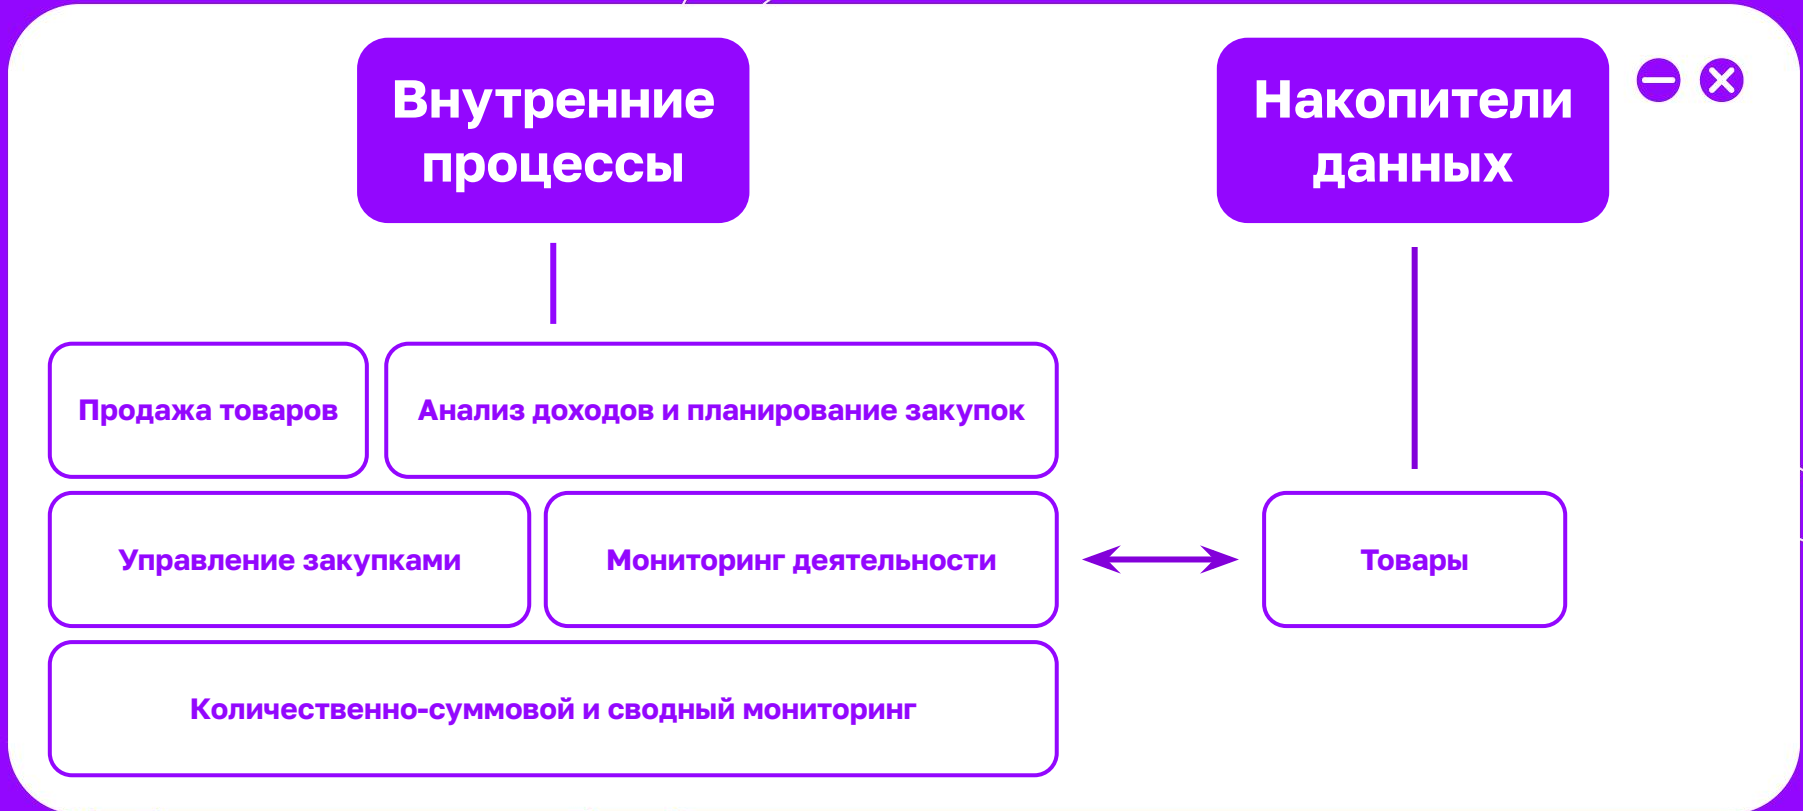 Внутренние
процессы
Накопители
данных
Продажа товаров
Анализ доходов и планирование закупок
Управление закупками
Мониторинг деятельности
Товары
Количественно-суммовой и сводный мониторинг